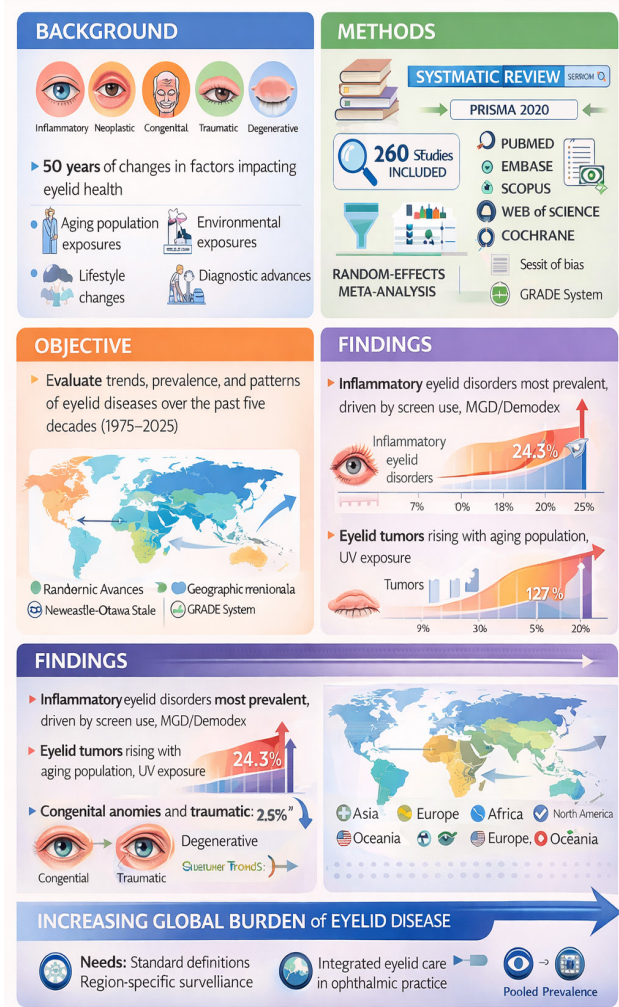 BACKGROUND
Inflammatory Neoplastic Congenttal Traumatic Degenerative
50 years of changes in factors impacting
eyelid health
Aging population
exposures
Environmental
exposures
Lifestyle
changes
Diagnostic advances
METHODS
SYSTMATIC REVIEW
PRISMA 2020
260 Studies
INCLUDED
PUBMED
EMBASE
SCOPUS
WEB of SCIENCE
COCHRANE
RANDOM-EFFECTS
META-ANALYSIS
Sessit of bias
GRADE System
OBJECTIVE
Evaluate trends, prevalence, and patterns
of eyelid diseases over the past five
decades (1975–2025)
Avances
Geographic
GRADE System
FINDINGS
Inflammatory eyelid disorders most prevalent,
driven by screen use, MGD/Demodex
Inflammatory
eyelid
disorders
24.3%
7% 0% 18% 20% 25%
Eyelid tumors rising with aging population,
UV exposure
Tumors
127%
9% 30% 5% 20%
FINDINGS
Inflammatory eyelid disorders most prevalent,
driven by screen use, MGD/Demodex
Eyelid tumors rising with
aging population, UV exposure
24.3%
Congenital anomies and traumatic: 2.5%"
Congential Traumatic
Degenerative
Asia Europe Africa North America
Oceania Europe, Oceania
INCREASING GLOBAL BURDEN of EYELID DISEASE
Needs: Standard definitions
Region-specific survelliance
Integrated eyelid care
in ophthalmic practice
Pooled Prevalence